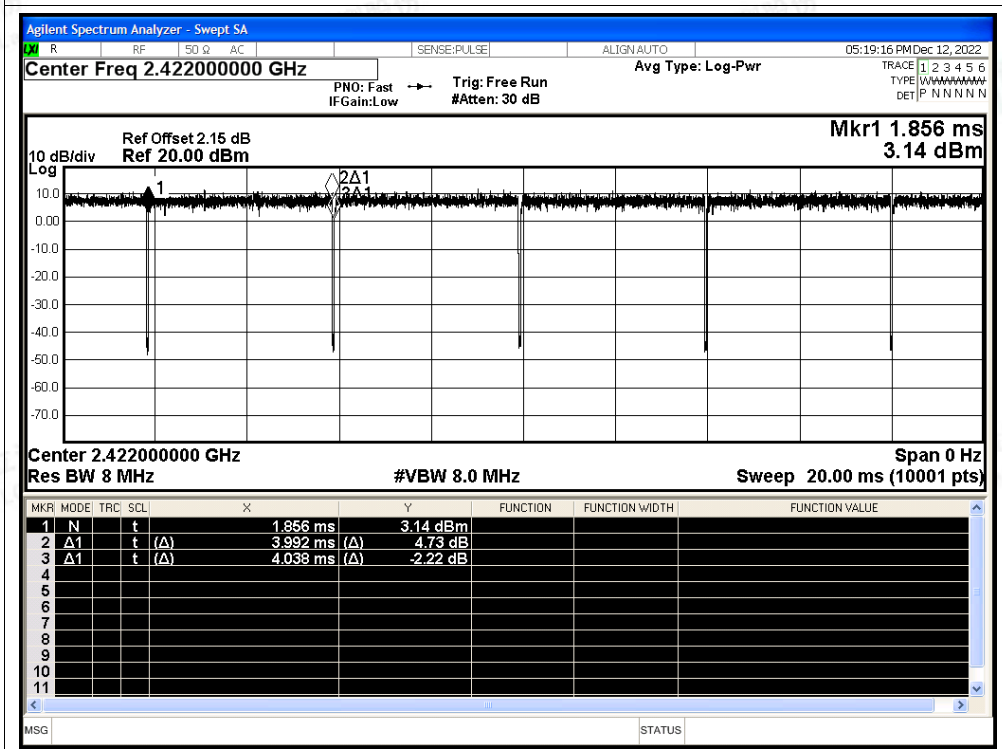 Agilent Spectrum Analyzer - Swept SA
LXI R RF 50 Ω AC SENSE:PULSE ALIGN AUTO 05:19:16 PM Dec 12, 2022
Center Freq 2.422000000 GHz Avg Type: Log-Pwr TRACE 1 2 3 4 5 6
PNO: Fast Trig: Free Run TYPE WWWWWW
IFGain:Low #Atten: 30 dB DET P N N N N N
Mkr1 1.856 ms
3.14 dBm
Ref Offset 2.15 dB
10 dB/div Ref 20.00 dBm
Log
1
2Δ1
3Δ1
10.0
0.00
-10.0
-20.0
-30.0
-40.0
-50.0
-60.0
-70.0
Center 2.422000000 GHz Span 0 Hz
Res BW 8 MHz #VBW 8.0 MHz Sweep 20.00 ms (10001 pts)
MKR MODE TRC SCL X Y FUNCTION FUNCTION WIDTH FUNCTION VALUE
1 N t 1.856 ms 3.14 dBm
2 Δ1 t (Δ) 3.992 ms (Δ) 4.73 dB
3 Δ1 t (Δ) 4.038 ms (Δ) -2.22 dB
4
5
6
7
8
9
10
11
MSG STATUS